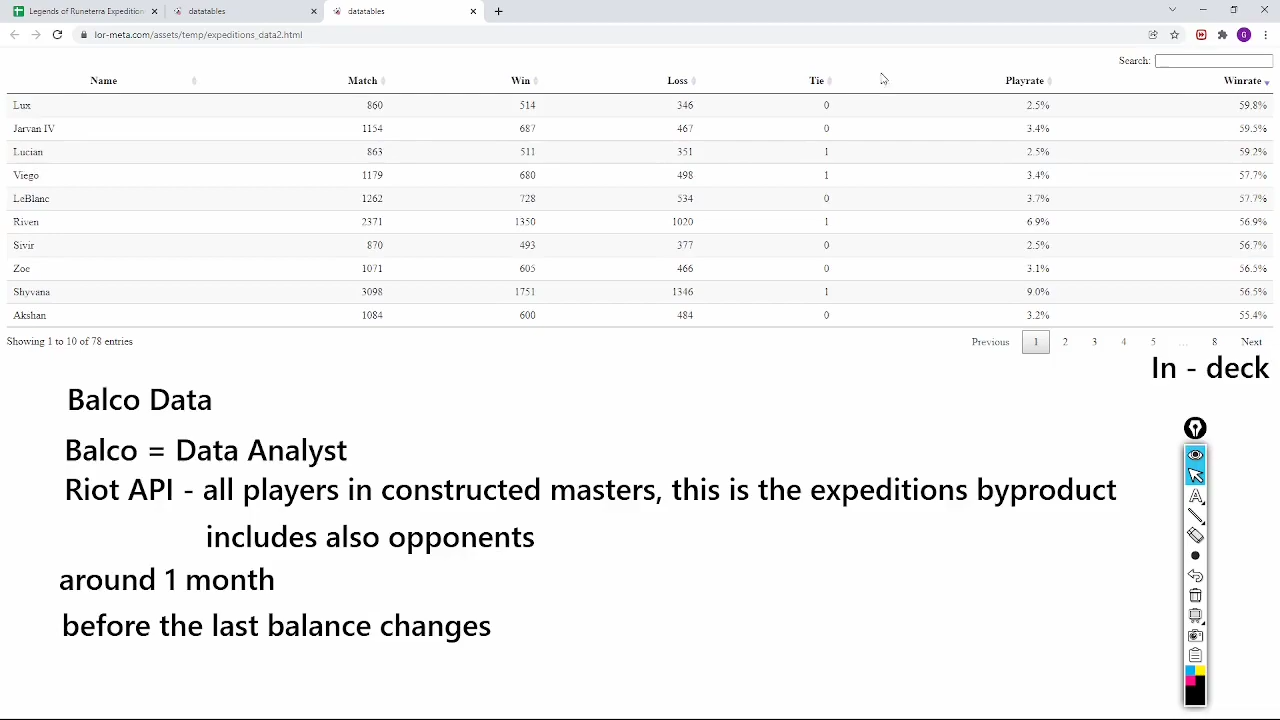 Legends of Runeterra Expedition
datatables
datatables
lor-meta.com/assets/temp/expeditions_data2.html
G
Search:
Name Match Win Loss Tie Playrate Winrate
Lux 860 514 346 0 2.5% 59.8%
Jarvan IV 1154 687 467 0 3.4% 59.5%
Lucian 863 511 351 1 2.5% 59.2%
Viego 1179 680 498 1 3.4% 57.7%
LeBlanc 1262 728 534 0 3.7% 57.7%
Riven 2371 1350 1020 1 6.9% 56.9%
Sivir 870 493 377 0 2.5% 56.7%
Zoe 1071 605 466 0 3.1% 56.5%
Shyvana 3098 1751 1346 1 9.0% 56.5%
Akshan 1084 600 484 0 3.2% 55.4%
Showing 1 to 10 of 78 entries Previous 1 2 3 4 5 … 8 Next
In - deck
Balco Data
Balco = Data Analyst
Riot API - all players in constructed masters, this is the expeditions byproduct
includes also opponents
around 1 month
before the last balance changes